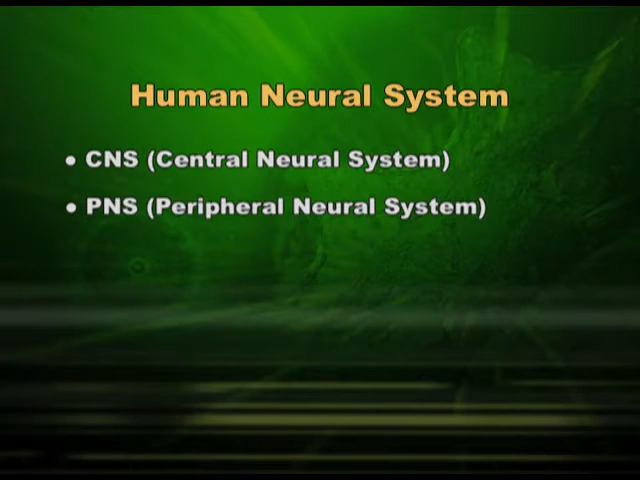 Human Neural System
• CNS (Central Neural System)
• PNS (Peripheral Neural System)